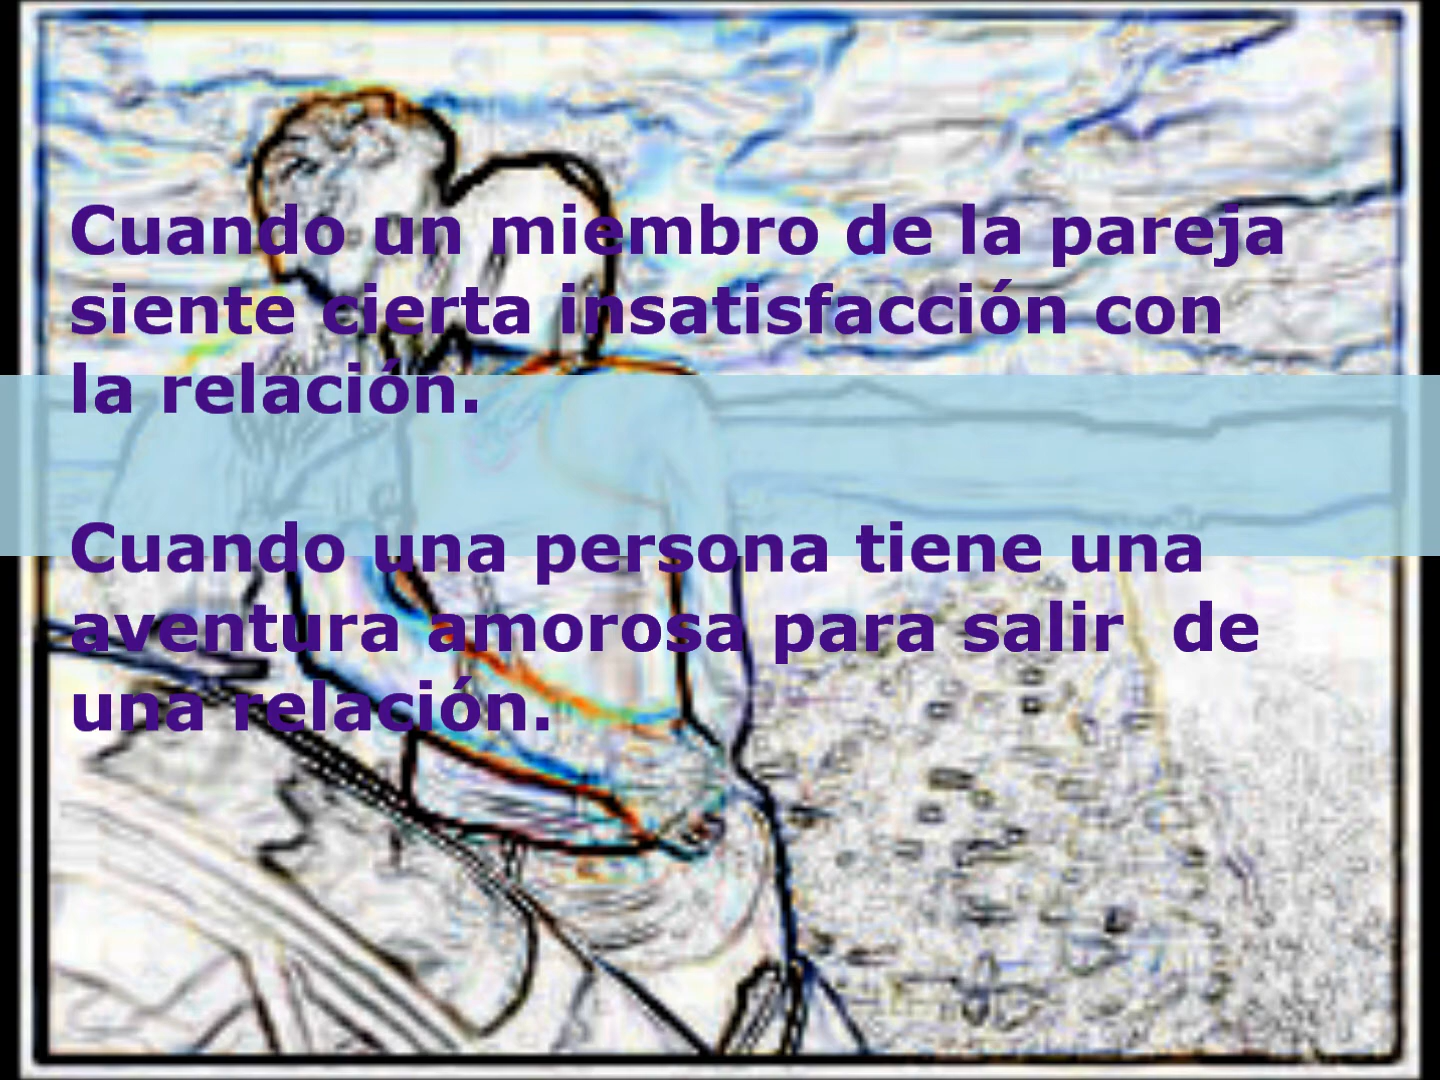 Cuando un miembro de la pareja
siente cierta insatisfacción con
la relación.
Cuando una persona tiene una
aventura amorosa para salir de
una relación.